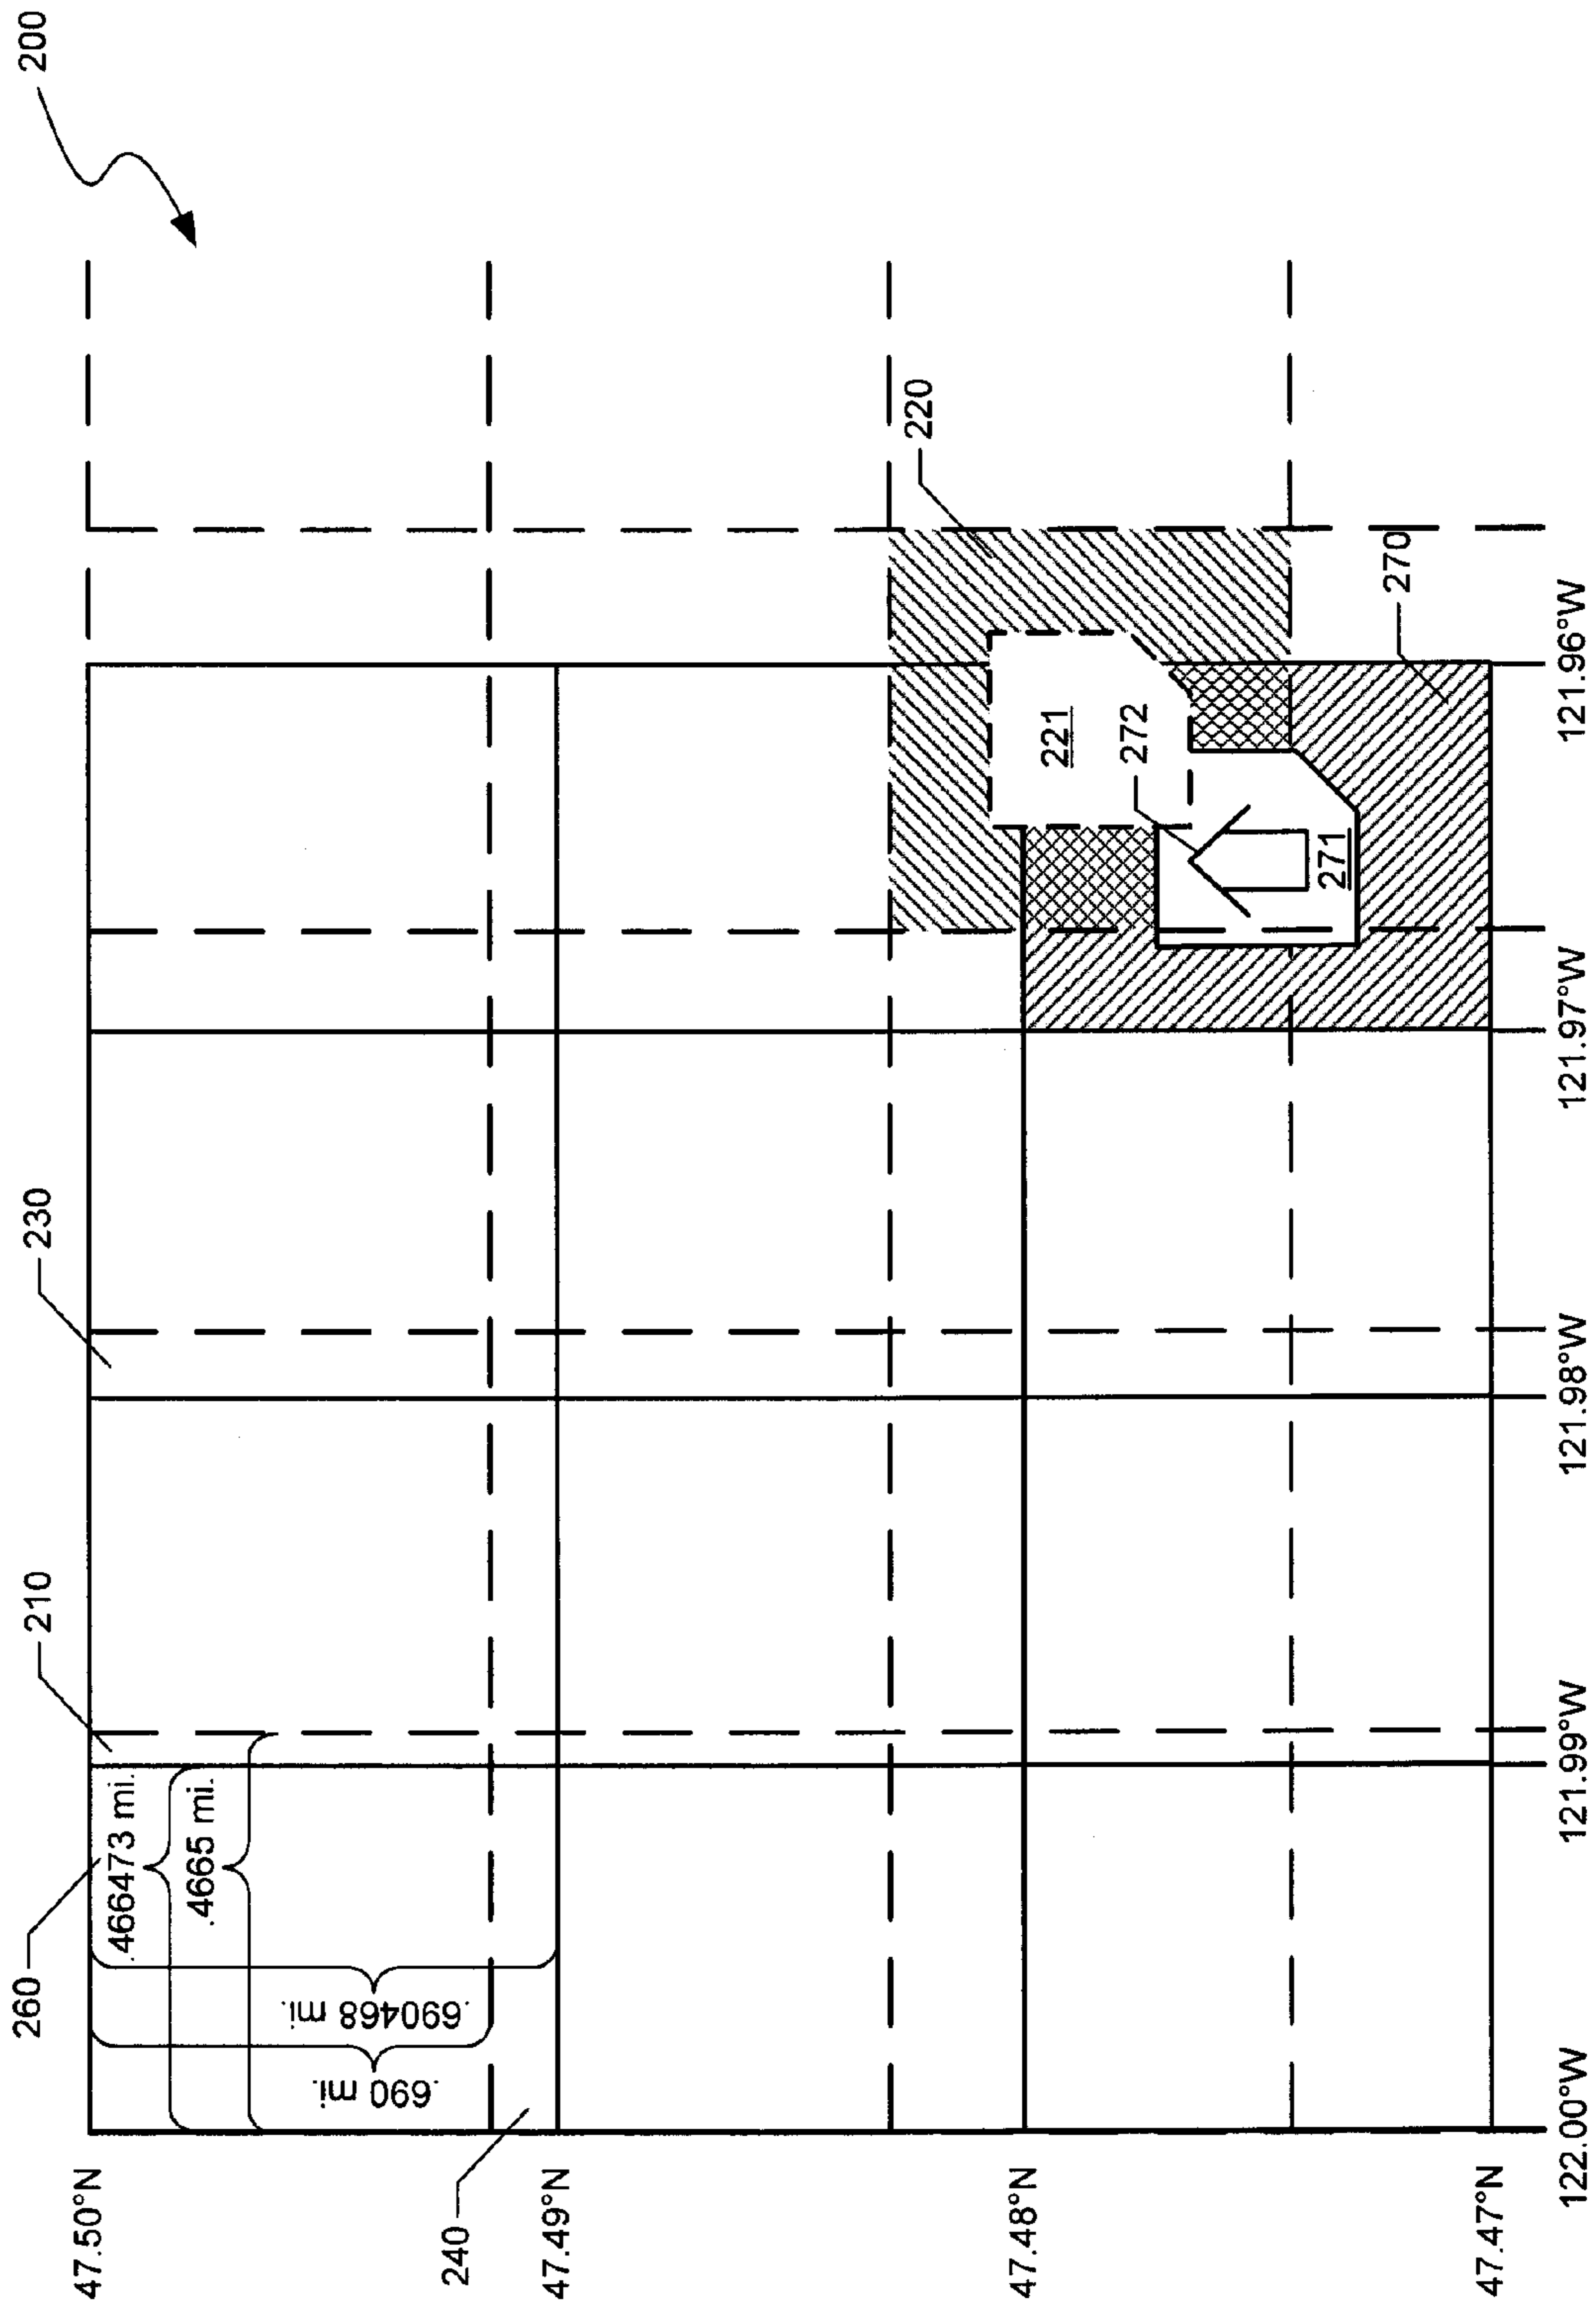 200
260
210
230
.466473 mi.
.4665 mi.
.690468 mi.
.690 mi.
220
221
272
271
270
240
47.50°N
47.49°N
47.48°N
47.47°N
122.00°W
121.99°W
121.98°W
121.97°W
121.96°W